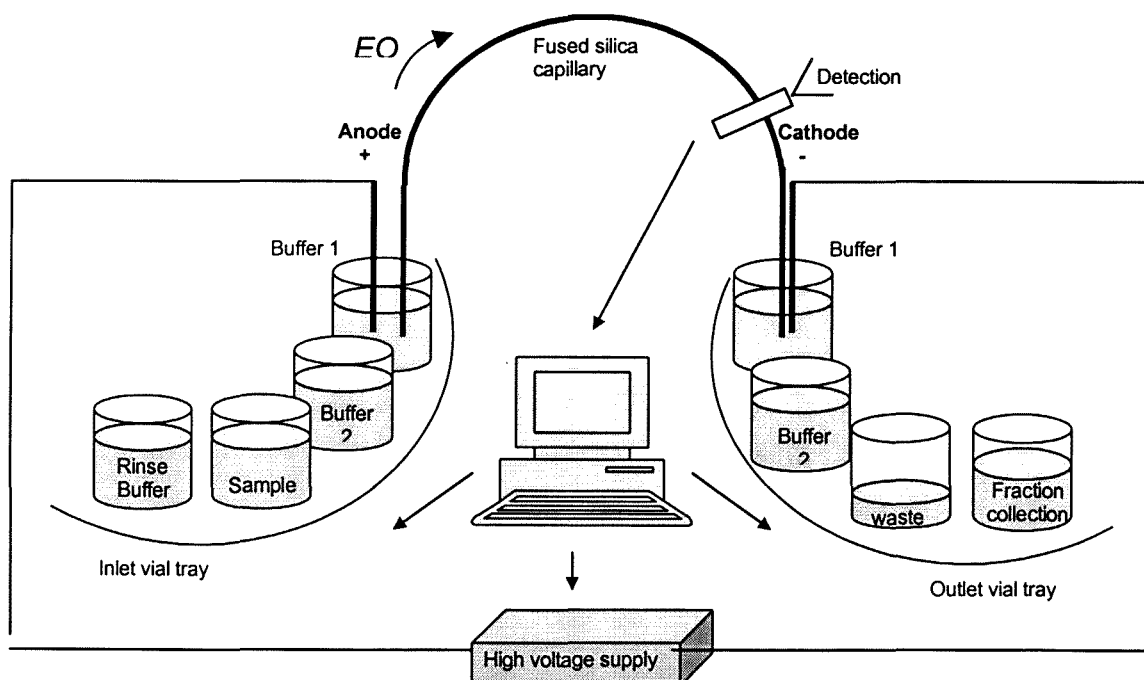 EO
Fused silica
capillary
Detection
Anode
+
Cathode
-
Buffer 1
Buffer 1
Buffer
2
Buffer
2
Rinse
Buffer
Sample
waste
Fraction
collection
Inlet vial tray
Outlet vial tray
High voltage supply